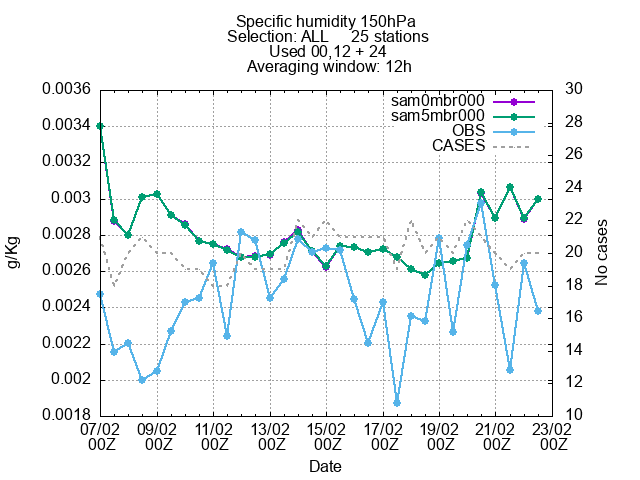 Specific humidity 150hPa
Selection: ALL 25 stations
Used 00,12 + 24
Averaging window: 12h
sam0mbr000
sam5mbr000
OBS
CASES
g/Kg
0.0036
0.0034
0.0032
0.003
0.0028
0.0026
0.0024
0.0022
0.002
0.0018
30
28
26
24
22
20
18
16
14
12
10
No cases
07/02 09/02 11/02 13/02 15/02 17/02 19/02 21/02 23/02
00Z 00Z 00Z 00Z 00Z 00Z 00Z 00Z 00Z
Date